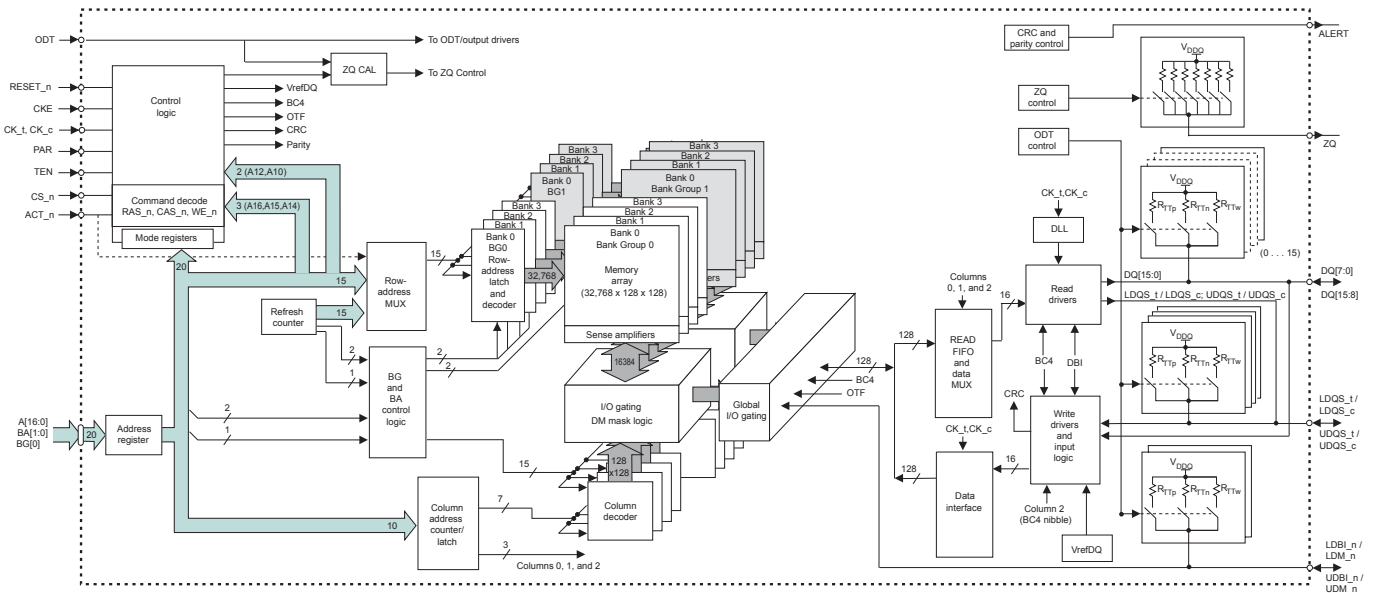 ODT
To ODT/output drivers
ZQ CAL
To ZQ Control
RESET_n
CKE
CK_t, CK_c
PAR
TEN
CS_n
ACT_n
Control
logic
VrefDQ
BC4
OTF
CRC
Parity
2 (A12, A10)
Command decode
RAS_n, CAS_n, WE_n
3 (A16,A15,A14)
Mode registers
20
15
Refresh
counter
15
Row-
address
MUX
15
2
1
BG
and
BA
control
logic
2
2
2
1
A[16:0]
BA[1:0]
BG[0]
20
Address
register
10
Column
address
counter/
latch
7
3
Columns 0, 1, and 2
15
Bank 3
Bank 2
Bank 1
Bank 0
BG1
Bank 3
Bank 2
Bank 1
Bank 0
BG0
Row-
address
latch
and
decoder
32,768
Bank 3
Bank 2
Bank 1
Bank 0
Bank Group 1
Bank 3
Bank 2
Bank 1
Bank 0
Bank Group 0
Memory
array
(32,768 x 128 x 128)
Sense amplifiers
ers
16384
I/O gating
DM mask logic
128
x128
Column
decoder
Global
I/O gating
128
BC4
OTF
128
128
Columns
0, 1, and 2
READ
FIFO
and
data
MUX
16
CK_t,CK_c
DLL
Read
drivers
DQ[15:0]
LDQS_t / LDQS_c; UDQS_t / UDQS_c
BC4
DBI
CRC
Write
drivers
and
input
logic
CK_t,CK_c
16
Data
interface
Column 2
(BC4 nibble)
VrefDQ
CRC and
parity control
ZQ
control
ODT
control
VDDQ
VDDQ
RTTp
RTTn
RTTw
(0 . . . 15)
VDDQ
RTTp
RTTn
RTTw
VDDQ
RTTp
RTTn
RTTw
ALERT
ZQ
DQ[7:0]
DQ[15:8]
LDQS_t /
LDQS_c
UDQS_t /
UDQS_c
LDBI_n /
LDM_n
UDBI_n /
UDM_n